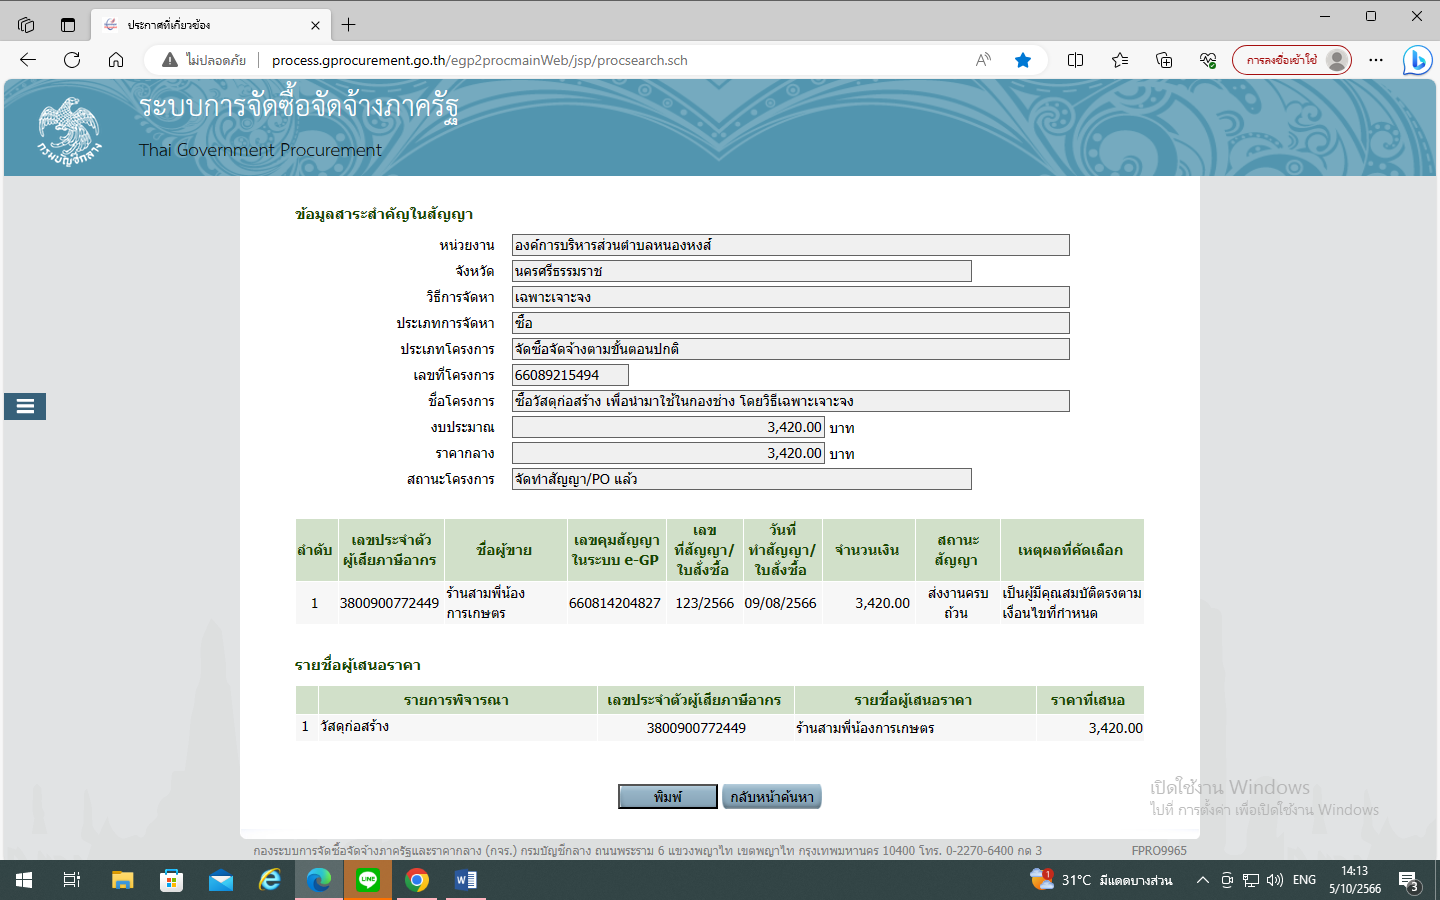 ประกาศที่เกี่ยวข้อง
ไม่ปลอดภัย process.gprocurement.go.th/egp2procmainWeb/jsp/procsearch.sch การลงชื่อเข้าใช้
ระบบการจัดซื้อจัดจ้างภาครัฐ
Thai Government Procurement
กรมบัญชีกลาง
ข้อมูลสาระสำคัญในสัญญา
หน่วยงาน องค์การบริหารส่วนตำบลหนองหงส์
จังหวัด นครศรีธรรมราช
วิธีการจัดหา เฉพาะเจาะจง
ประเภทการจัดหา ซื้อ
ประเภทโครงการ จัดซื้อจัดจ้างตามขั้นตอนปกติ
เลขที่โครงการ 66089215494
ชื่อโครงการ ซื้อวัสดุก่อสร้าง เพื่อนำมาใช้ในกองช่าง โดยวิธีเฉพาะเจาะจง
งบประมาณ 3,420.00 บาท
ราคากลาง 3,420.00 บาท
สถานะโครงการ จัดทำสัญญา/PO แล้ว
ลำดับ เลขประจำตัวผู้เสียภาษีอากร ชื่อผู้ขาย เลขคุมสัญญาในระบบ e-GP เลขที่สัญญา/ใบสั่งซื้อ วันที่ทำสัญญา/ใบสั่งซื้อ จำนวนเงิน สถานะสัญญา เหตุผลที่คัดเลือก
1 3800900772449 ร้านสามพี่น้องการเกษตร 660814204827 123/2566 09/08/2566 3,420.00 ส่งงานครบถ้วน เป็นผู้มีคุณสมบัติตรงตามเงื่อนไขที่กำหนด
รายชื่อผู้เสนอราคา
รายการพิจารณา เลขประจำตัวผู้เสียภาษีอากร รายชื่อผู้เสนอราคา ราคาที่เสนอ
1 วัสดุก่อสร้าง 3800900772449 ร้านสามพี่น้องการเกษตร 3,420.00
พิมพ์ กลับหน้าค้นหา
เปิดใช้งาน Windows
ไปที่ การตั้งค่า เพื่อเปิดใช้งาน Windows
กองระบบการจัดซื้อจัดจ้างภาครัฐและราคากลาง (กจร.) กรมบัญชีกลาง ถนนพระราม 6 แขวงพญาไท เขตพญาไท กรุงเทพมหานคร 10400 โทร. 0-2270-6400 กด 3 FPRO9965
LINE
1 31°C มีแดดบางส่วน ENG 14:13
5/10/2566 3